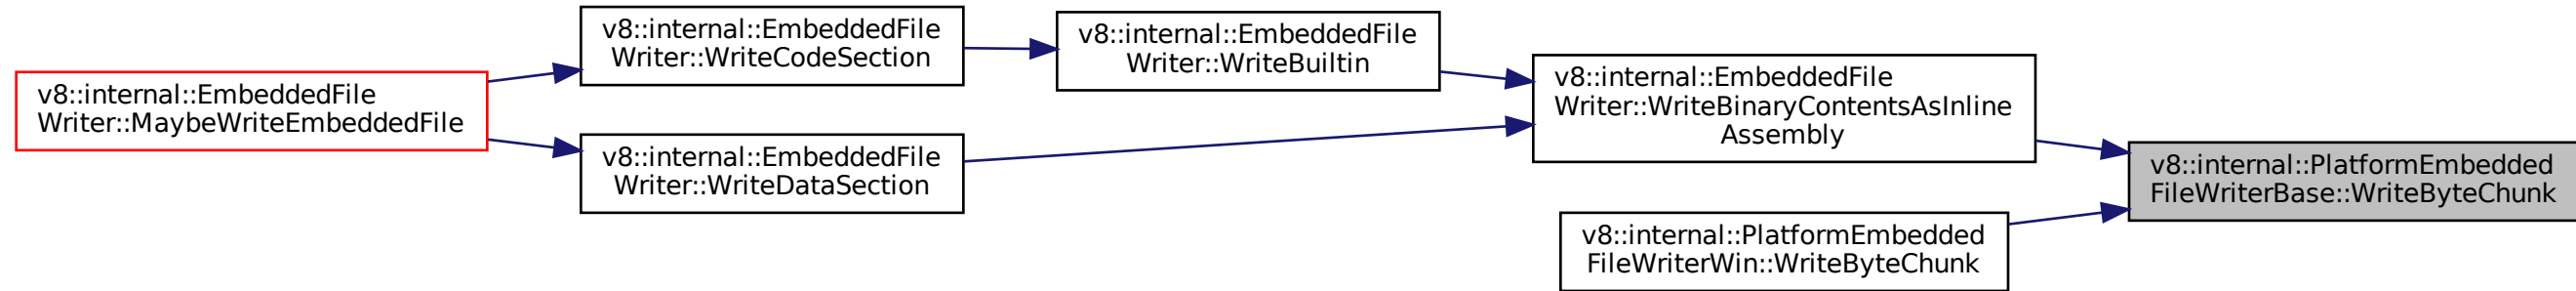 v8::internal::EmbeddedFile
Writer::MaybeWriteEmbeddedFile
v8::internal::EmbeddedFile
Writer::WriteCodeSection
v8::internal::EmbeddedFile
Writer::WriteDataSection
v8::internal::EmbeddedFile
Writer::WriteBuiltin
v8::internal::EmbeddedFile
Writer::WriteBinaryContentsAsInline
Assembly
v8::internal::PlatformEmbedded
FileWriterWin::WriteByteChunk
v8::internal::PlatformEmbedded
FileWriterBase::WriteByteChunk